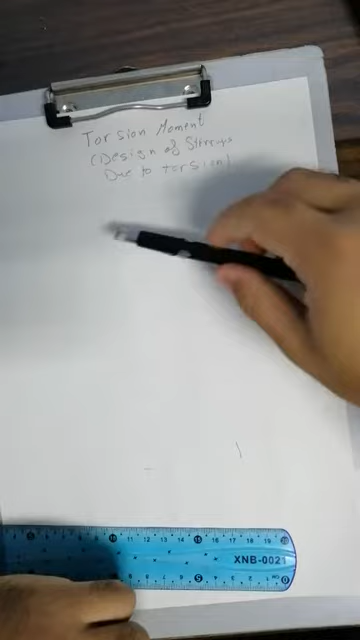 Torsion Moment
(Design of Stirrups
Due to torsion)
XNB-0021